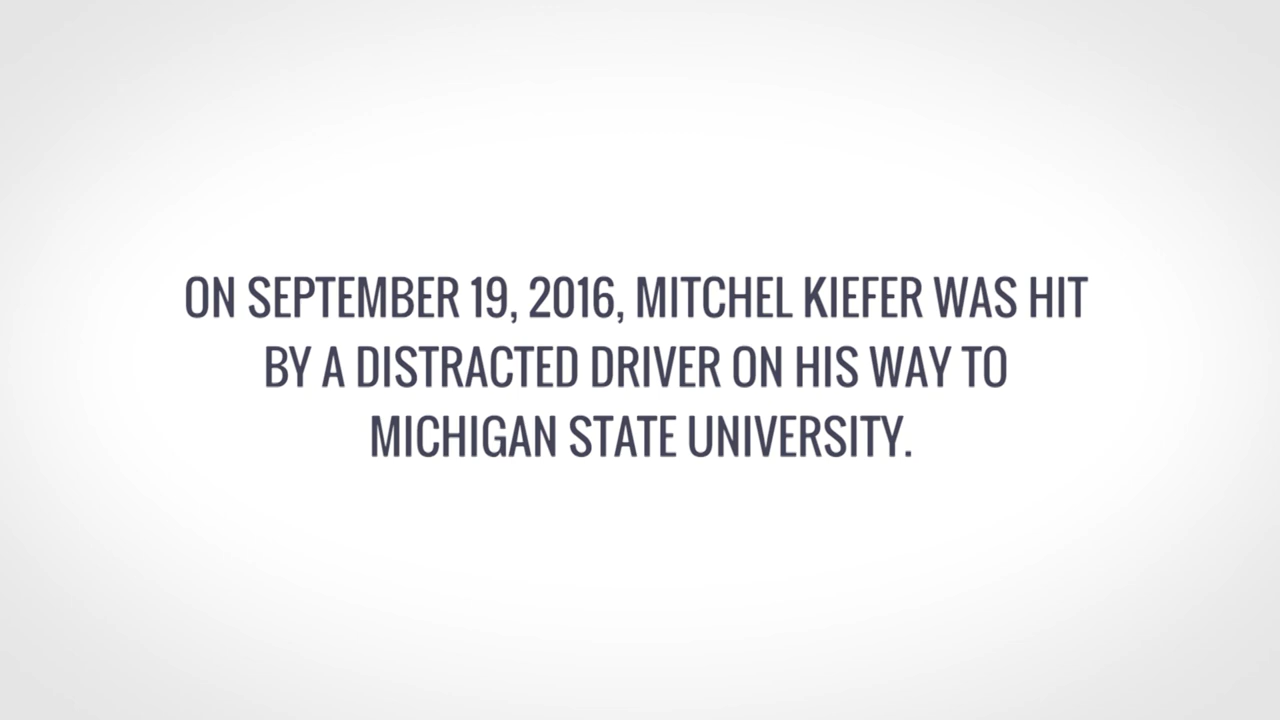 ON SEPTEMBER 19, 2016, MITCHEL KIEFER WAS HIT
BY A DISTRACTED DRIVER ON HIS WAY TO
MICHIGAN STATE UNIVERSITY.